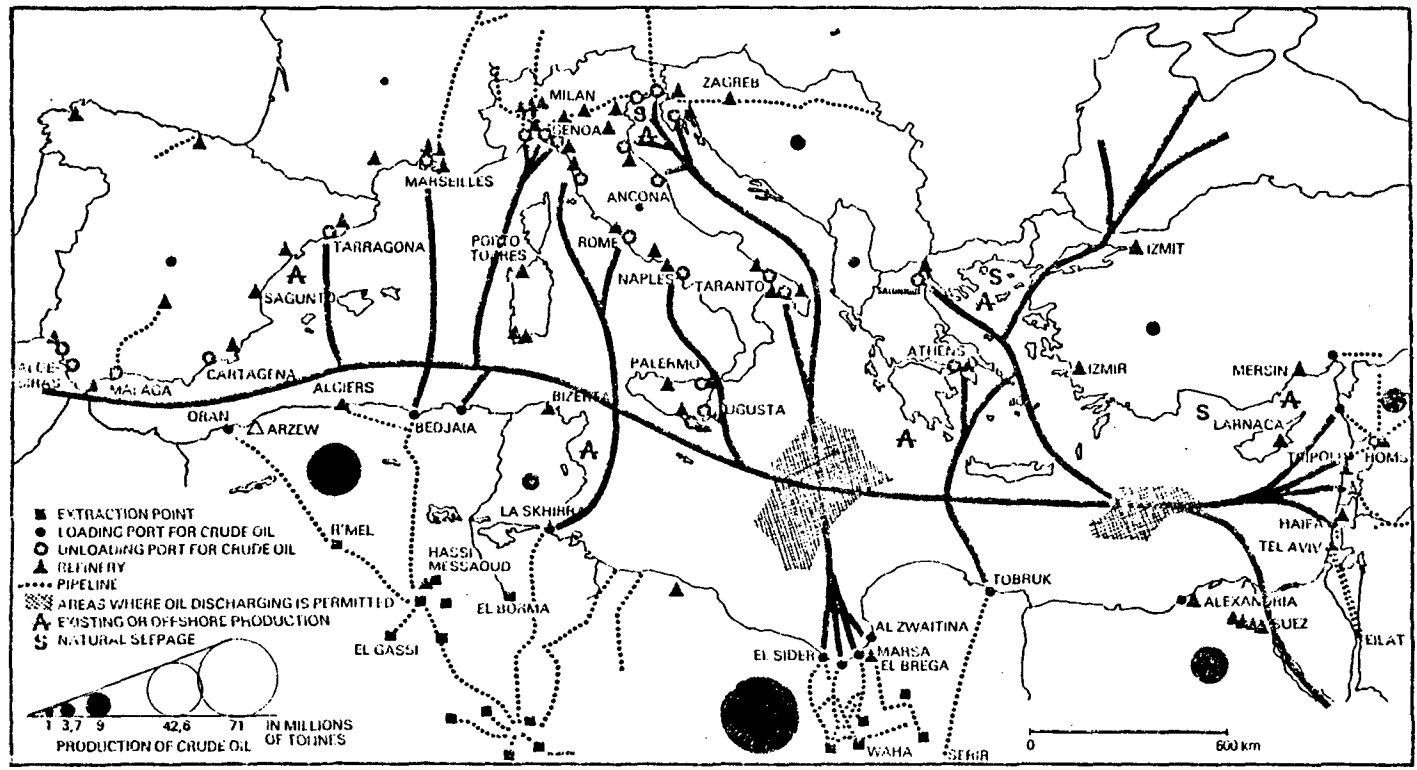 ZAGREB
MILAN
GENOA
S
A
MARSEILLES
ANCONA
TARRAGONA
PORTO
TORRES
ROME
IZMIT
A
SAGUNTO
NAPLES
TARANTO
S
A
ATHENS
PALERMO
MALAGA
CARTAGENA
ALGIERS
IZMIR
MERSIN
BIZERTA
ORAN
ARZEW
BEDJAIA
S
A
LARNACA
A
A
TRIPOLI
HOMS
LA SKHIRRA
HAIFA
TEL AVIV
■ EXTRACTION POINT
● LOADING PORT FOR CRUDE OIL
UNLOADING PORT FOR CRUDE OIL
▲ REFINERY
PIPELINE
AREAS WHERE OIL DISCHARGING IS PERMITTED
A EXISTING OR OFFSHORE PRODUCTION
S NATURAL SEEPAGE
R'MEL
HASSI
MESSAOUD
EL BORMA
EL GASSI
TOBRUK
ALEXANDRIA
SUEZ
EILAT
AL ZWAITINA
EL SIDER
MARSA
EL BREGA
1 3,7 9 42,6 71 IN MILLIONS
OF TONNES
PRODUCTION OF CRUDE OIL
WAHA
SERIR
0 600 km